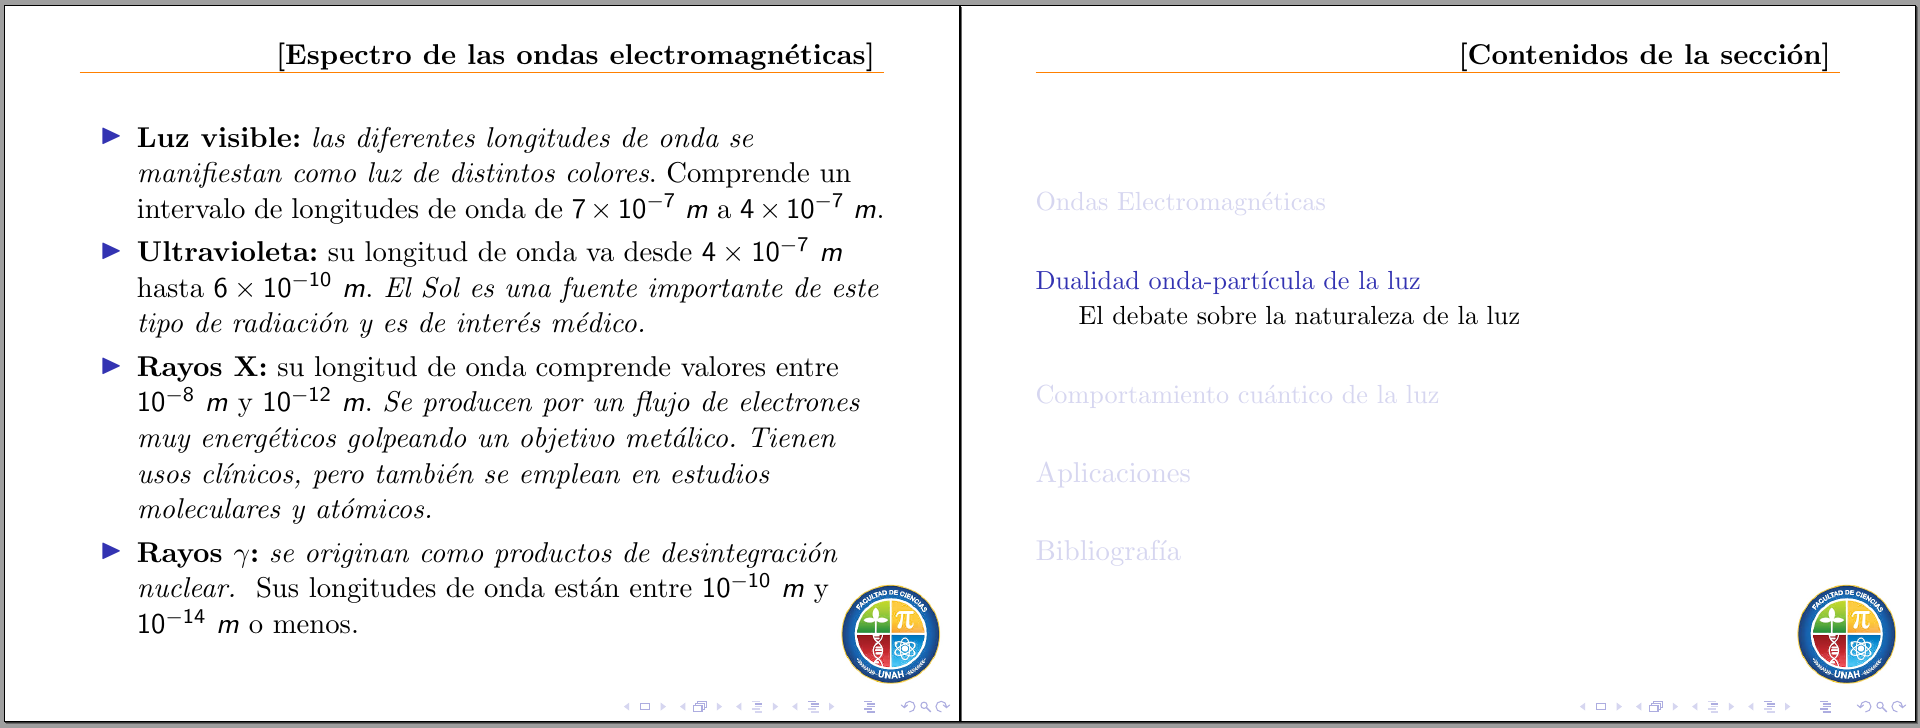 [Espectro de las ondas electromagnéticas]
Luz visible: las diferentes longitudes de onda se
manifiestan como luz de distintos colores. Comprende un
intervalo de longitudes de onda de 7 × 10⁻⁷ m a 4 × 10⁻⁷ m.
Ultravioleta: su longitud de onda va desde 4 × 10⁻⁷ m
hasta 6 × 10⁻¹⁰ m. El Sol es una fuente importante de este
tipo de radiación y es de interés médico.
Rayos X: su longitud de onda comprende valores entre
10⁻⁸ m y 10⁻¹² m. Se producen por un flujo de electrones
muy energéticos golpeando un objetivo metálico. Tienen
usos clínicos, pero también se emplean en estudios
moleculares y atómicos.
Rayos γ: se originan como productos de desintegración
nuclear. Sus longitudes de onda están entre 10⁻¹⁰ m y
10⁻¹⁴ m o menos.
FACULTAD DE CIENCIAS
π
UNAH
[Contenidos de la sección]
Ondas Electromagnéticas
Dualidad onda-partícula de la luz
El debate sobre la naturaleza de la luz
Comportamiento cuántico de la luz
Aplicaciones
Bibliografía
FACULTAD DE CIENCIAS
π
UNAH